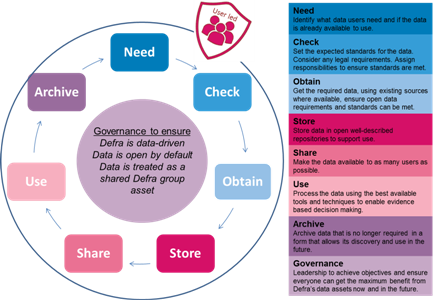 User led
Need
Archive
Check
Governance to ensure
Defra is data-driven
Data is open by default
Data is treated as a
shared Defra group
asset
Use
Obtain
Share
Store
Need
Identify what data users need and if the data
is already available to use.
Check
Set the expected standards for the data.
Consider any legal requirements. Assign
responsibilities to ensure standards are met.
Obtain
Get the required data, using existing sources
where available, ensure open data
requirements and standards can be met.
Store
Store data in open well-described
repositories to support use.
Share
Make the data available to as many users as
possible.
Use
Process the data using the best available
tools and techniques to enable evidence
based decision making.
Archive
Archive data that is no longer required in a
form that allows its discovery and use in the
future.
Governance
Leadership to achieve objectives and ensure
everyone can get the maximum benefit from
Defra's data assets now and in the future.